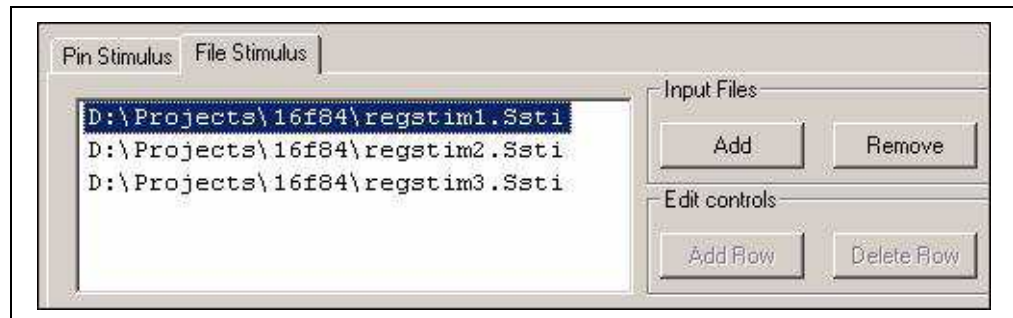 Pin Stimulus File Stimulus
D:\Projects\16f84\regstim1.Ssti
D:\Projects\16f84\regstim2.Ssti
D:\Projects\16f84\regstim3.Ssti
Input Files
Add Remove
Edit controls
Add Row Delete Row